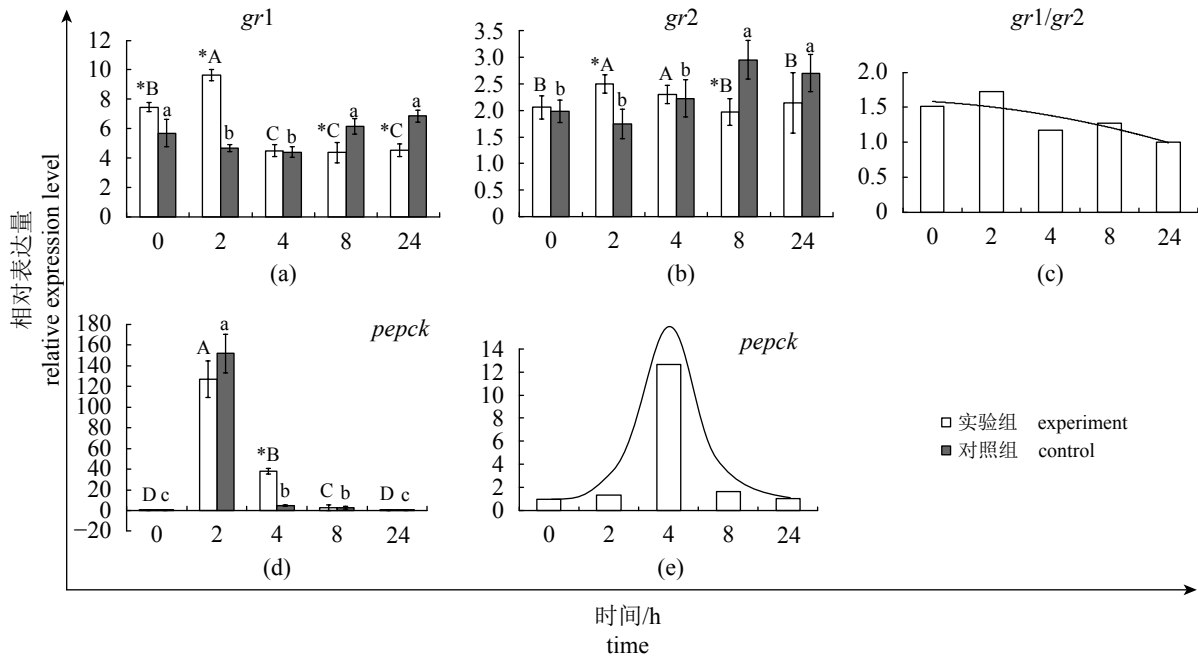 相对表达量
relative expression level
gr1
12
10
8
6
4
2
0
*B
a
*A
b
C
b
*C
a
*C
a
0 2 4 8 24
(a)
gr2
3.5
3.0
2.5
2.0
1.5
1.0
0.5
0
B
b
*A
b
A
b
*B
a
B
a
0 2 4 8 24
(b)
gr1/gr2
2.0
1.5
1.0
1.5
0
0 2 4 8 24
(c)
pepck
180
160
140
120
100
80
60
40
20
0
−20
D c
A
a
*B
b
C b
D c
0 2 4 8 24
(d)
pepck
14
12
10
8
6
4
2
0
0 2 4 8 24
(e)
实验组 experiment
对照组 control
时间/h
time